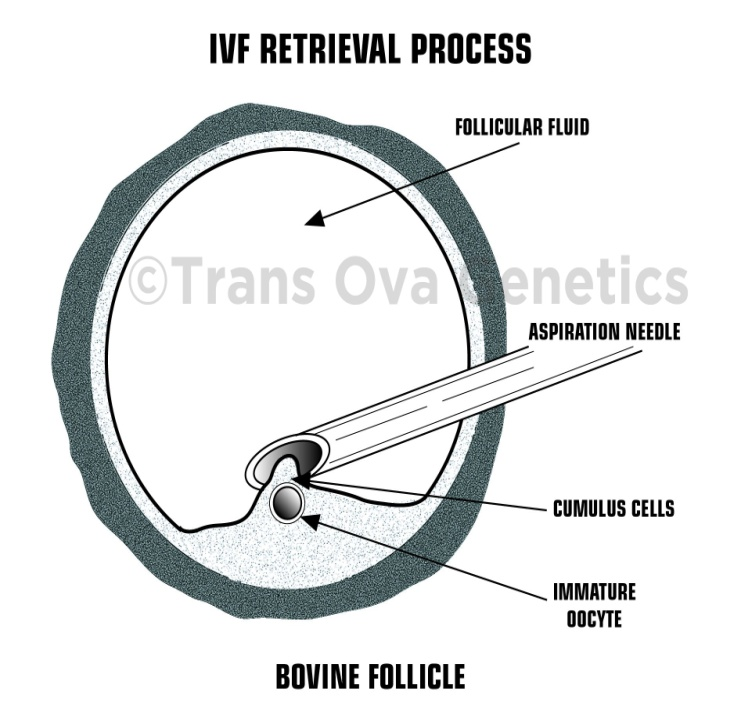 IVF RETRIEVAL PROCESS
FOLLICULAR FLUID
©Trans Ova Genetics
ASPIRATION NEEDLE
CUMULUS CELLS
IMMATURE
OOCYTE
BOVINE FOLLICLE